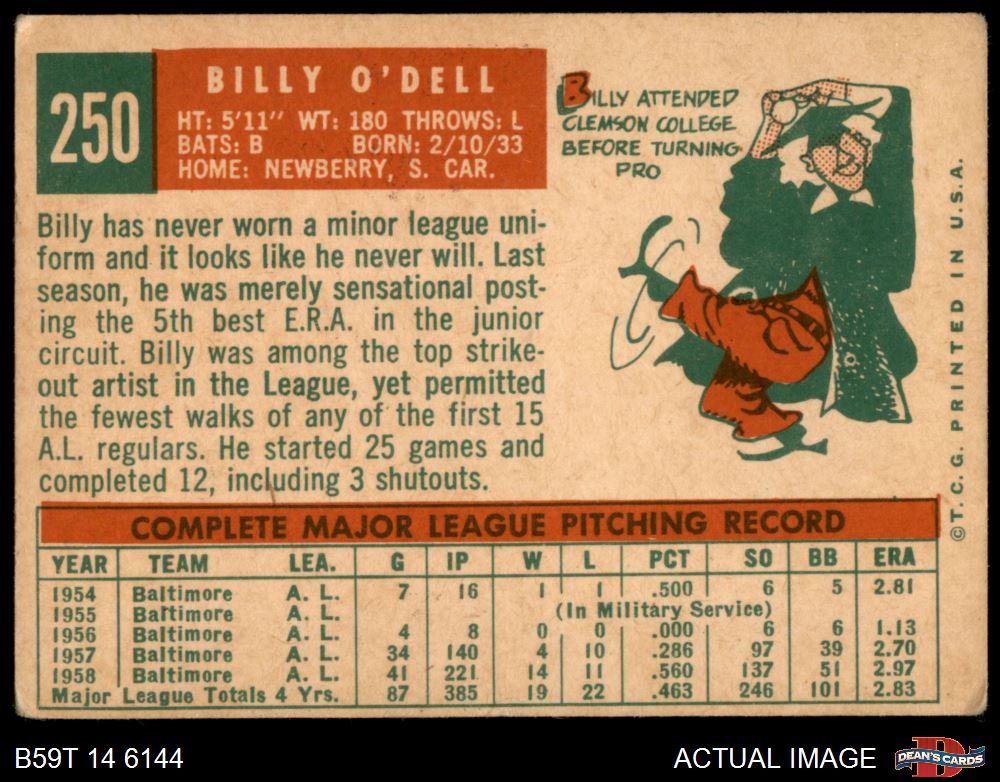 250
BILLY O'DELL
HT: 5'11" WT: 180 THROWS: L
BATS: B BORN: 2/10/33
HOME: NEWBERRY, S. CAR.
BILLY ATTENDED
CLEMSON COLLEGE
BEFORE TURNING
PRO
Billy has never worn a minor league uni-
form and it looks like he never will. Last
season, he was merely sensational post-
ing the 5th best E.R.A. in the junior
circuit. Billy was among the top strike-
out artist in the League, yet permitted
the fewest walks of any of the first 15
A.L. regulars. He started 25 games and
completed 12, including 3 shutouts.
©T.C.G. PRINTED IN U.S.A.
COMPLETE MAJOR LEAGUE PITCHING RECORD
YEAR TEAM LEA. G IP W L PCT SO BB ERA
1954 Baltimore A. L. 7 16 1 1 .500 6 5 2.81
1955 Baltimore (In Military Service)
1956 Baltimore A. L. 4 8 0 0 .000 6 6 1.13
1957 Baltimore A. L. 34 140 4 10 .286 97 39 2.70
1958 Baltimore A. L. 41 221 14 11 .560 137 51 2.97
Major League Totals 4 Yrs. 87 385 19 22 .463 246 101 2.83
B59T 14 6144
ACTUAL IMAGE
D
DEAN'S CARDS